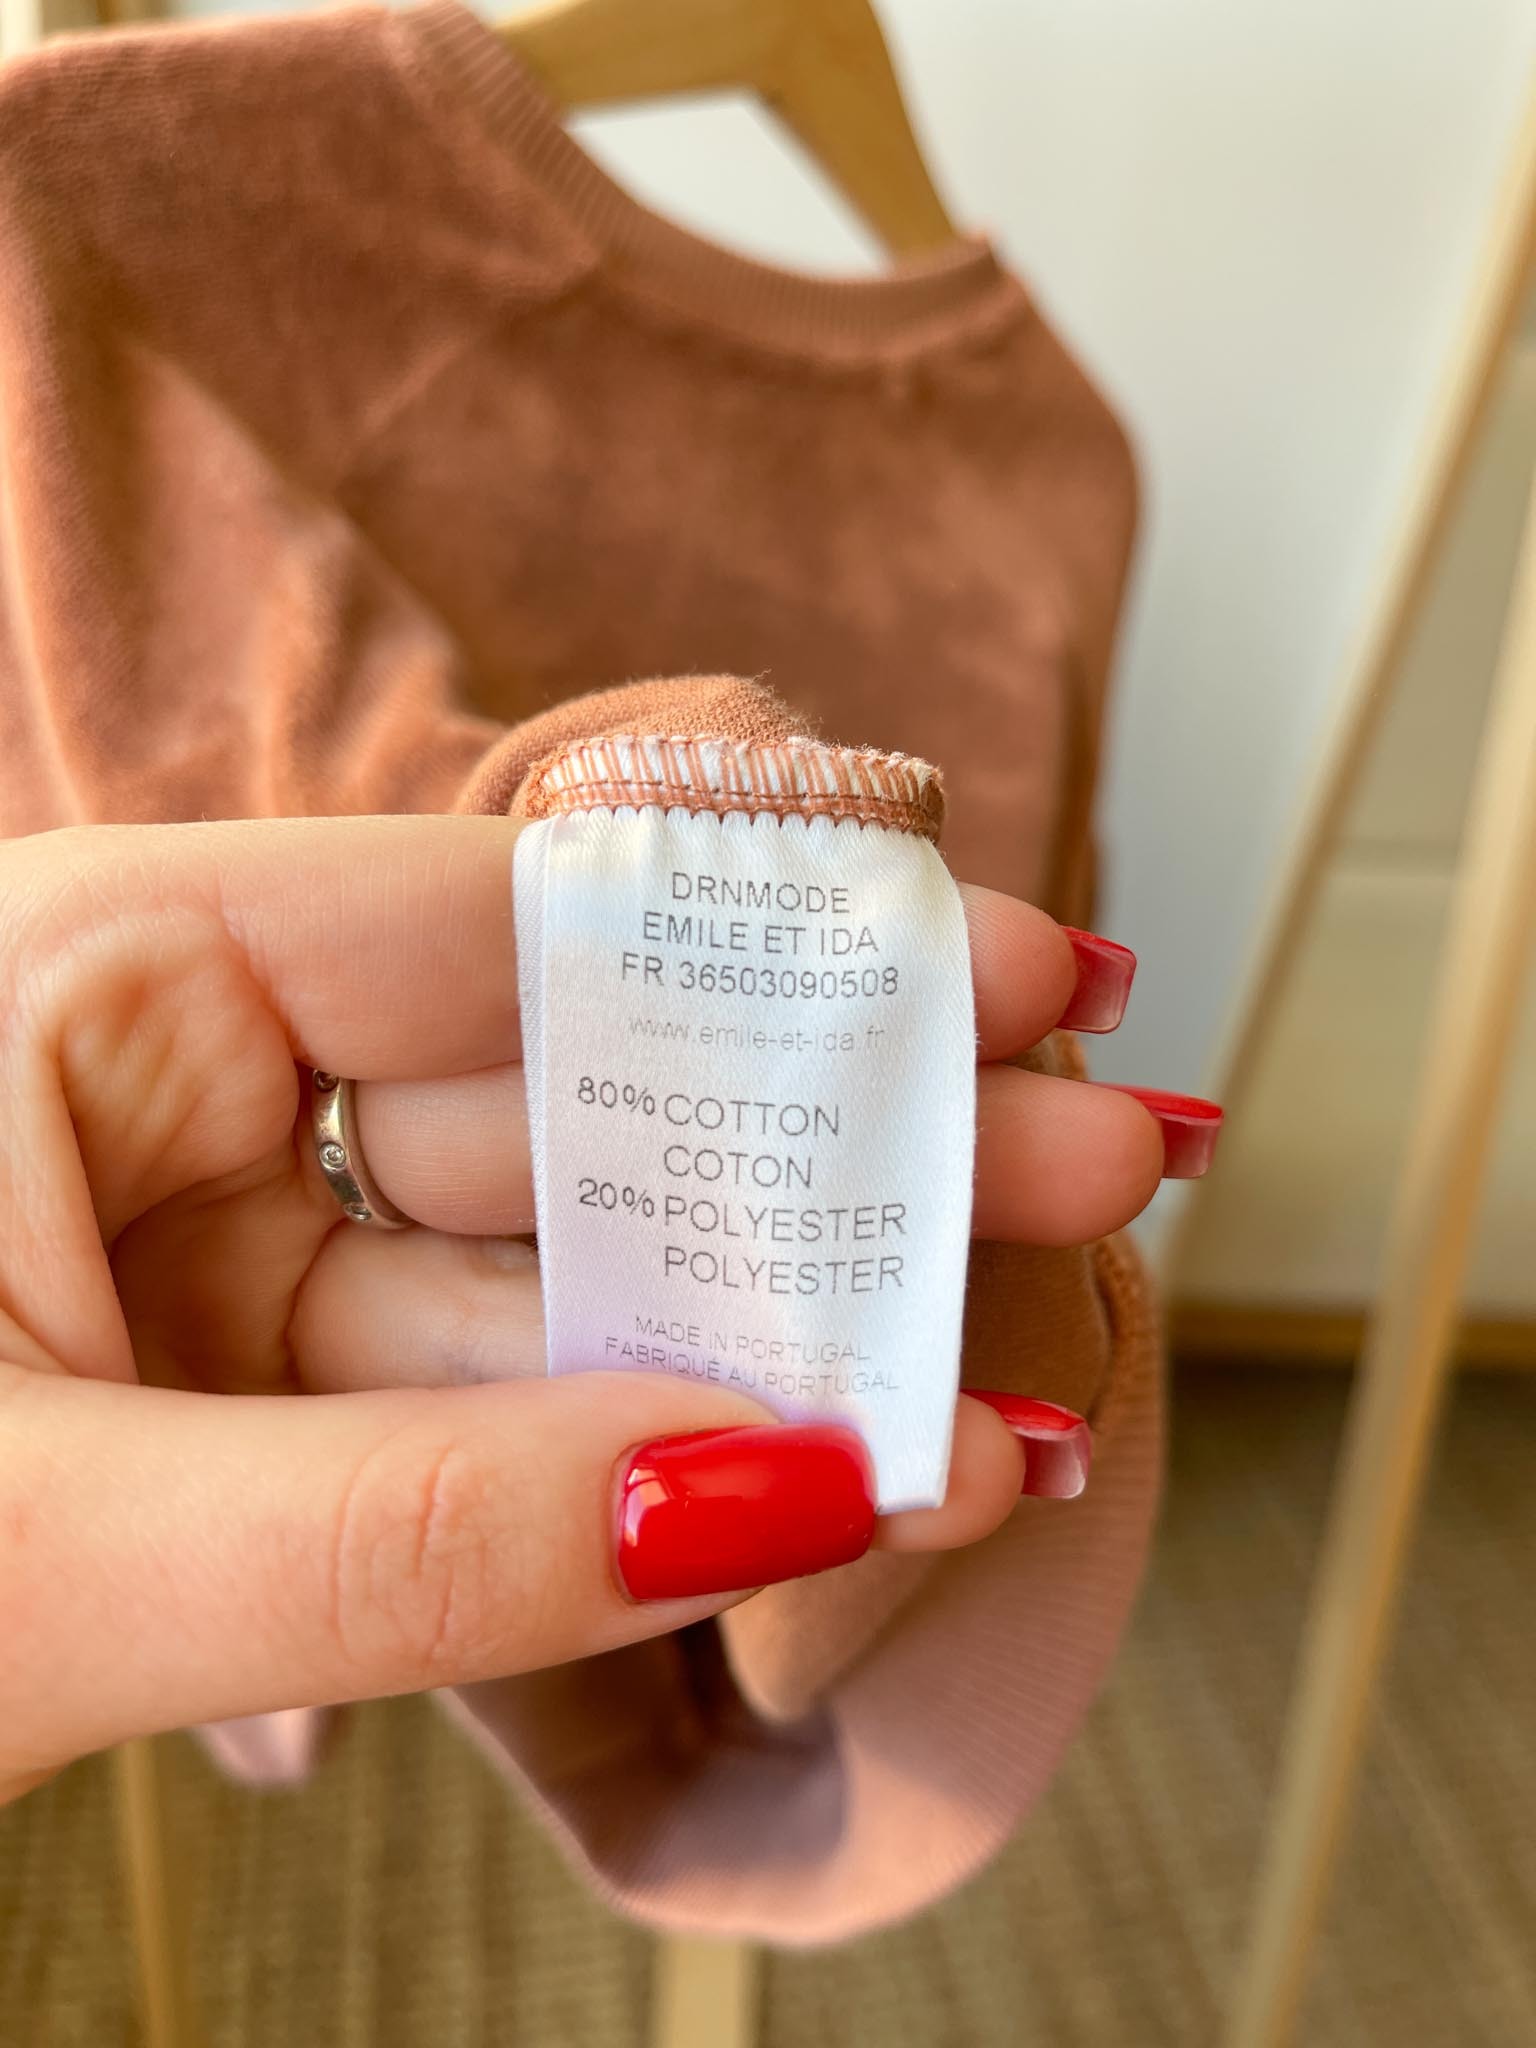 DRNMODE
EMILE ET IDA
FR 36503090508
www.emile-et-ida.fr
80% COTTON
COTON
20% POLYESTER
POLYESTER
MADE IN PORTUGAL
FABRIQUÉ AU PORTUGAL